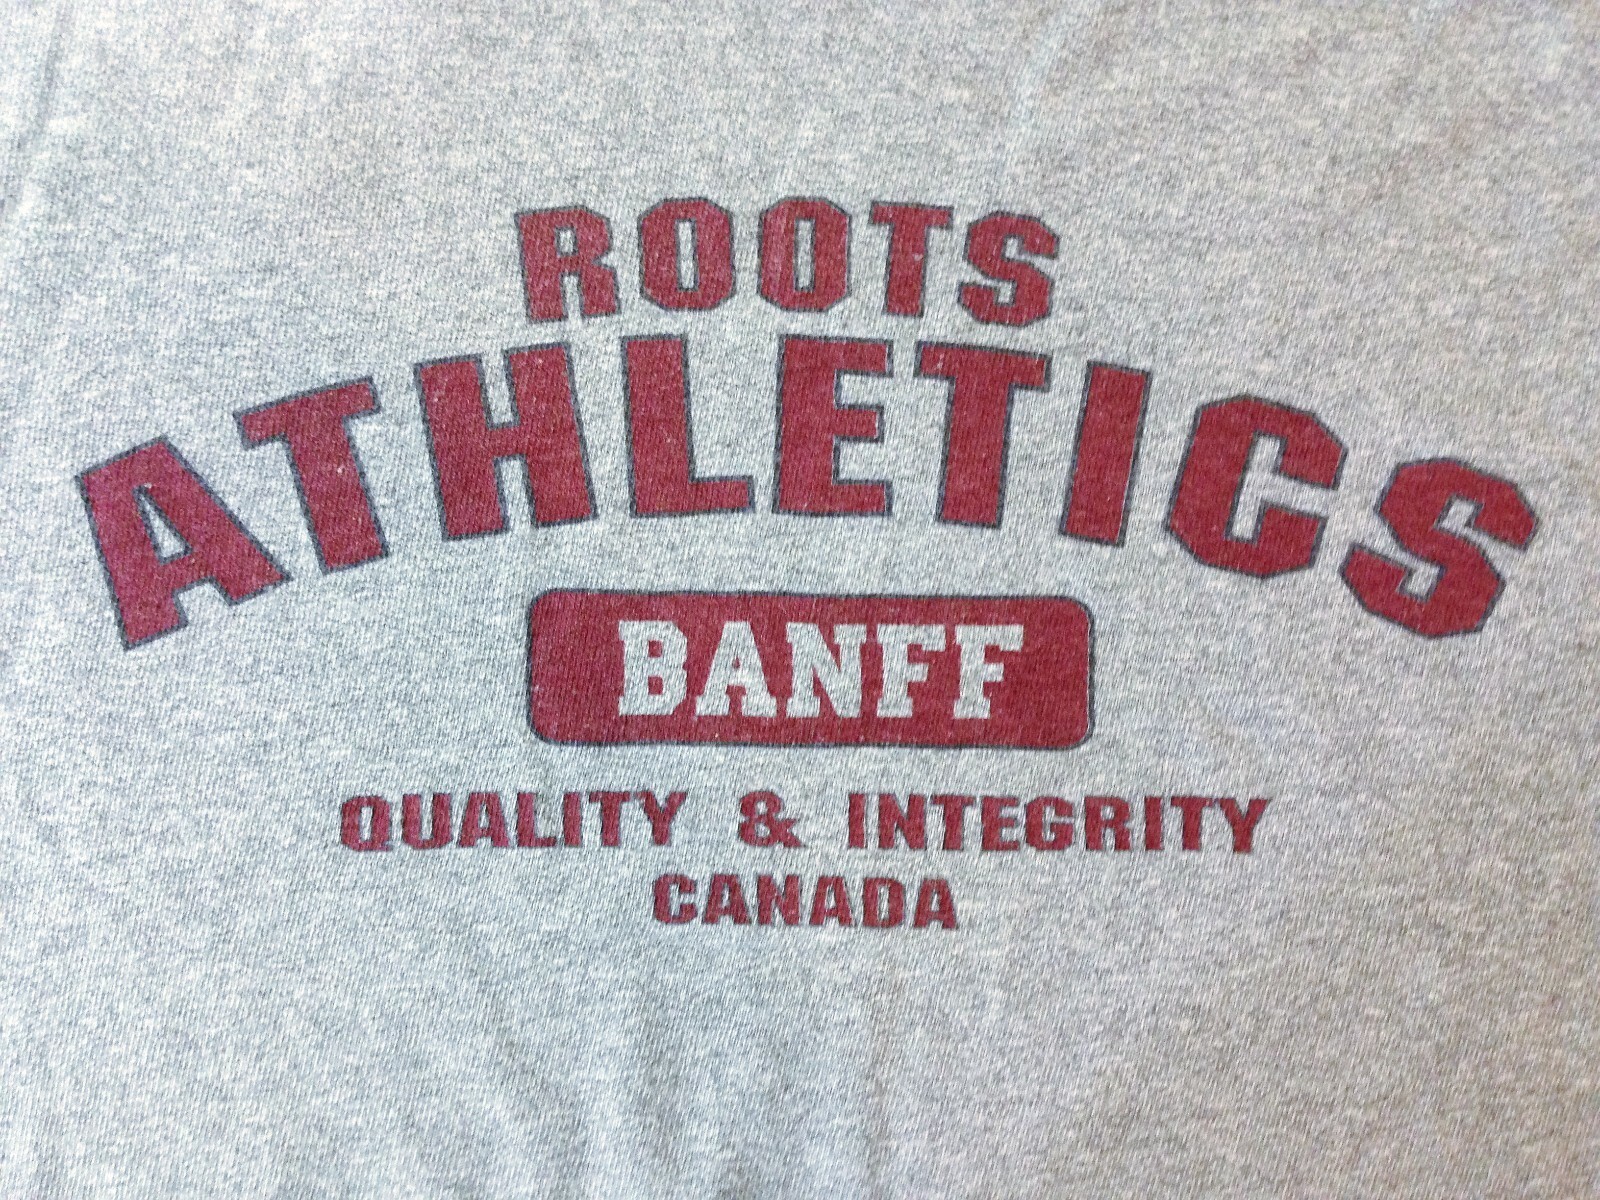 ROOTS
ATHLETICS
BANFF
QUALITY & INTEGRITY
CANADA